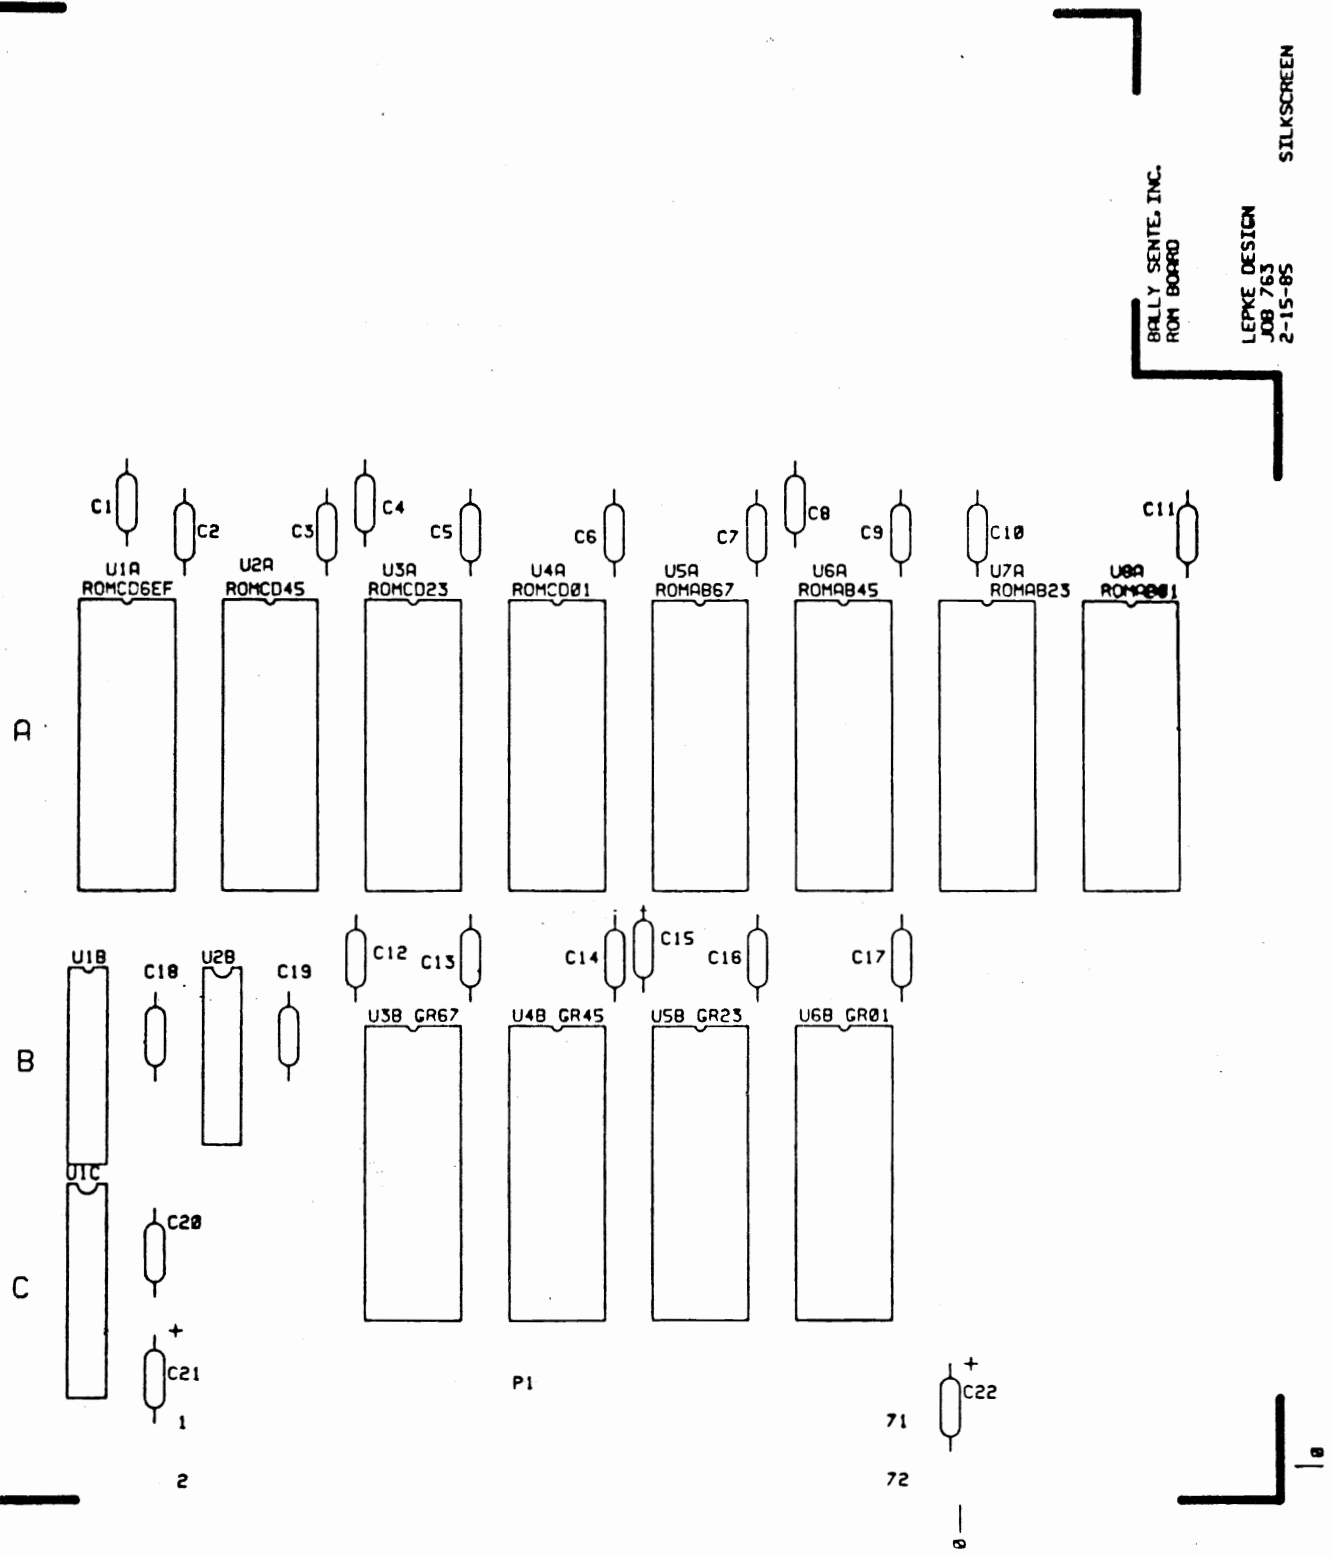 SILKSCREEN
BALLY SENTE, INC.
ROM BOARD
LEPKE DESIGN
JOB 763
2-15-85
C1
C2
C3
C4
C5
C6
C7
C8
C9
C10
C11
U1A
ROMCD6EF
U2A
ROMCD45
U3A
ROMCD23
U4A
ROMCD01
U5A
ROMAB67
U6A
ROMAB45
U7A
ROMAB23
U8A
ROMAB01
A
C12
C13
C14
C15
C16
C17
U1B
C18
U2B
C19
U3B GR67
U4B GR45
U5B GR23
U6B GR01
B
U1C
C20
C
+
C21
P1
+
C22
1
71
2
72
0
0